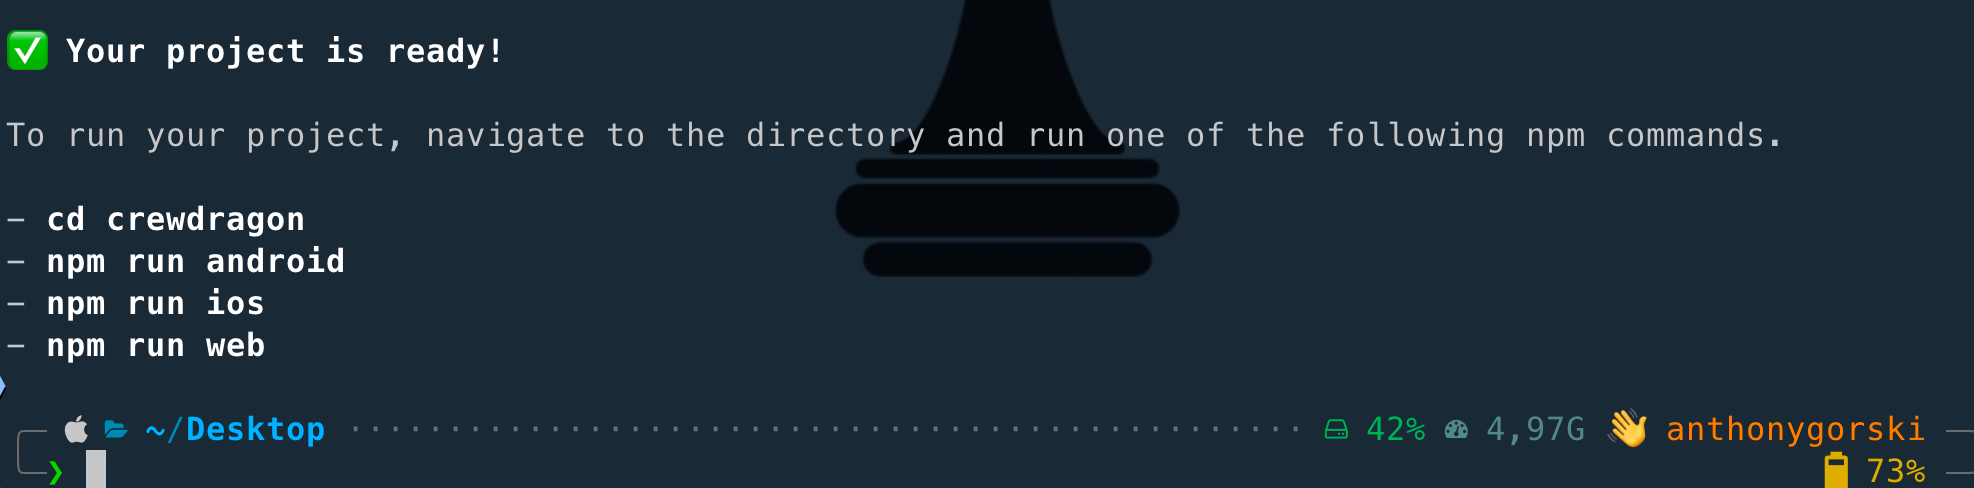 ✅ Your project is ready!
To run your project, navigate to the directory and run one of the following npm commands.
- cd crewdragon
- npm run android
- npm run ios
- npm run web
~/Desktop ················································ 42% 4,97G 👋 anthonygorski
❯ 73%